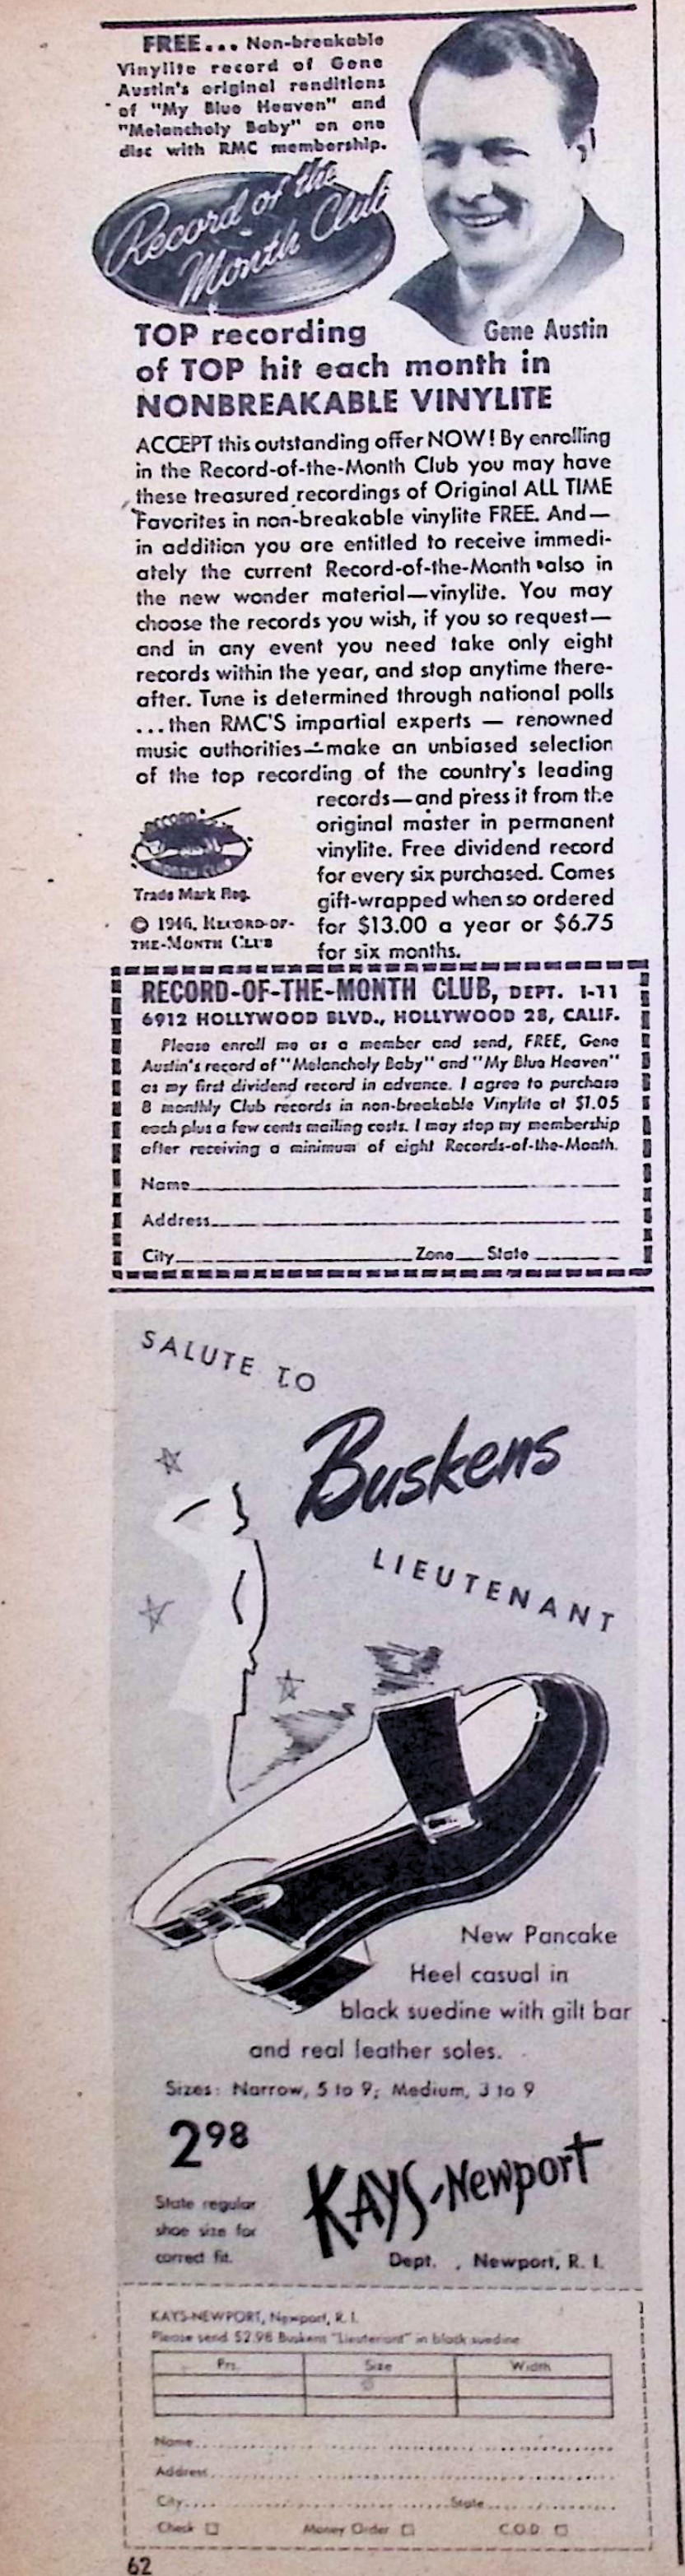 FREE... Non-breakable
Vinylite record of Gene
Austin's original renditions
of "My Blue Heaven" and
"Melancholy Baby" on one
disc with RMC membership.
Record of the
Month Club
Gene Austin
TOP recording
of TOP hit each month in
NONBREAKABLE VINYLITE
ACCEPT this outstanding offer NOW! By enrolling
in the Record-of-the-Month Club you may have
these treasured recordings of Original ALL TIME
Favorites in non-breakable vinylite FREE. And—
in addition you are entitled to receive immedi-
ately the current Record-of-the-Month also in
the new wonder material—vinylite. You may
choose the records you wish, if you so request—
and in any event you need take only eight
records within the year, and stop anytime there-
after. Tune is determined through national polls
...then RMC'S impartial experts — renowned
music authorities—make an unbiased selection
of the top recording of the country's leading
records—and press it from the
original master in permanent
vinylite. Free dividend record
for every six purchased. Comes
gift-wrapped when so ordered
for $13.00 a year or $6.75
for six months.
RECORD
MONTH CLUB
Trade Mark Reg.
© 1946, RECORD-OF-
THE-MONTH CLUB
RECORD-OF-THE-MONTH CLUB, DEPT. 1-11
6912 HOLLYWOOD BLVD., HOLLYWOOD 28, CALIF.
Please enroll me as a member and send, FREE, Gene
Austin's record of "Melancholy Baby" and "My Blue Heaven"
as my first dividend record in advance. I agree to purchase
8 monthly Club records in non-breakable Vinylite at $1.05
each plus a few cents mailing costs. I may stop my membership
after receiving a minimum of eight Records-of-the-Month.
Name
Address
City Zone State
SALUTE TO
Buskens
LIEUTENANT
New Pancake
Heel casual in
black suedine with gilt bar
and real leather soles.
Sizes: Narrow, 5 to 9; Medium, 3 to 9
2.98
State regular
shoe size for
correct fit.
KAYS-Newport
Dept. , Newport, R. I.
KAYS-NEWPORT, Newport, R. I.
Please send $2.98 Buskens "Lieutenant" in black suedine
Prs. Size Width
Name
Address
City State
Check □ Money Order □ C.O.D. □
62